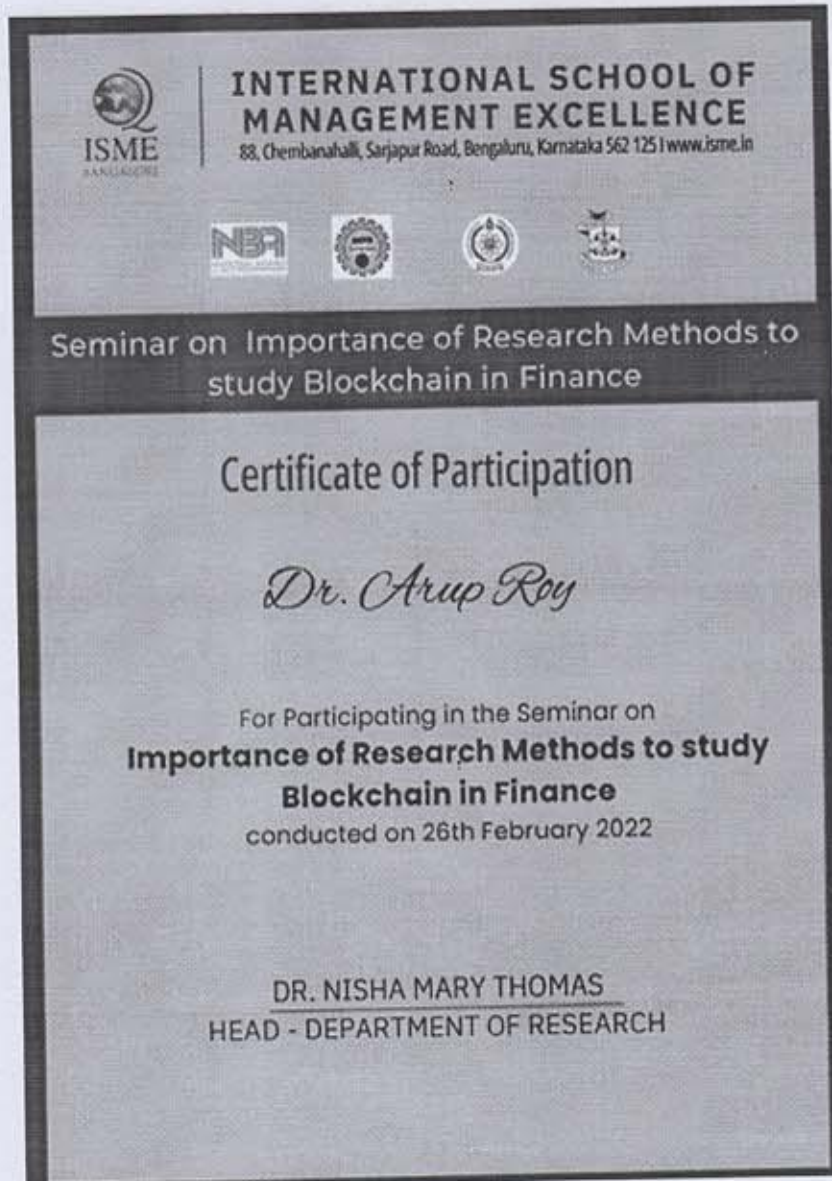 ISME
BANGALORE
INTERNATIONAL SCHOOL OF
MANAGEMENT EXCELLENCE
88, Chembanahalli, Sarjapur Road, Bengaluru, Karnataka 562 125 I www.isme.in
NBA
Seminar on Importance of Research Methods to
study Blockchain in Finance
Certificate of Participation
Dr. Arup Roy
For Participating in the Seminar on
Importance of Research Methods to study
Blockchain in Finance
conducted on 26th February 2022
DR. NISHA MARY THOMAS
HEAD - DEPARTMENT OF RESEARCH